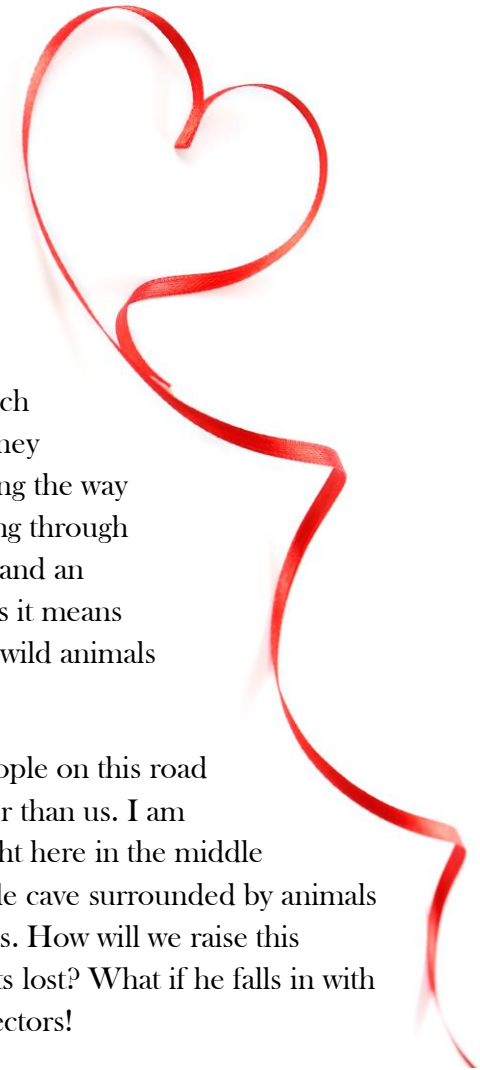 ch
ney
ng the way
ng through
and an
s it means
wild animals
ople on this road
r than us. I am
ht here in the middle
le cave surrounded by animals
s. How will we raise this
ts lost? What if he falls in with
ectors!